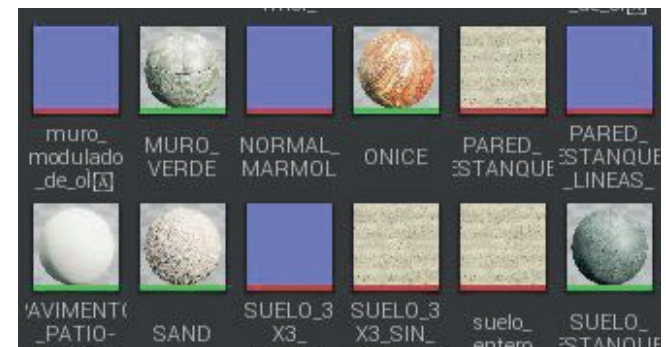 _de_ol[A]
muro_
modulado
_de_ol[A]
MURO_
VERDE
NORMAL_
MARMOL
ONICE
PARED_
ESTANQUE
PARED_
ESTANQUE
_LINEAS_
PAVIMENTO
_PATIO-
SAND
SUELO_3
X3_
SUELO_3
X3_SIN_
suelo_
entero
SUELO_
ESTANQUE